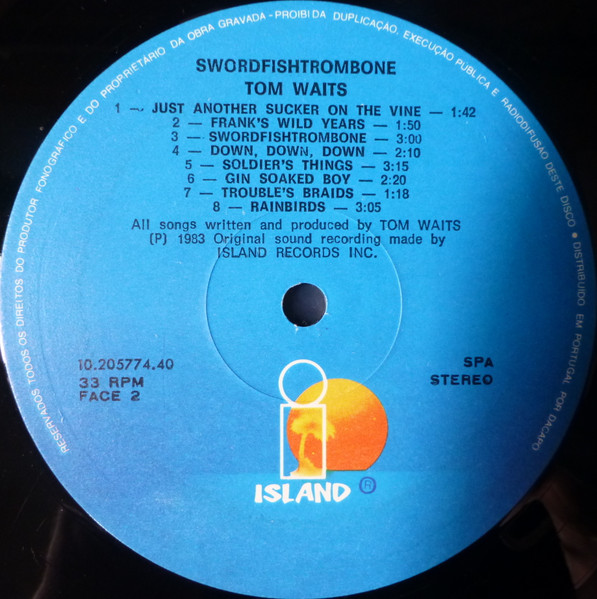 RESERVADOS TODOS OS DIREITOS DO PRODUTOR FONOGRÁFICO E DO PROPRIETÁRIO DA OBRA GRAVADA - PROIBIDA DUPLICAÇÃO, EXECUÇÃO PUBLICA E RADIODIFUSÃO DESTE DISCO • DISTRIBUIDO EM PORTUGAL POR DACAPO
SWORDFISHTROMBONE
TOM WAITS
1 - JUST ANOTHER SUCKER ON THE VINE - 1:42
2 - FRANK'S WILD YEARS - 1:50
3 - SWORDFISHTROMBONE - 3:00
4 - DOWN, DOWN, DOWN - 2:10
5 - SOLDIER'S THINGS - 3:15
6 - GIN SOAKED BOY - 2:20
7 - TROUBLE'S BRAIDS - 1:18
8 - RAINBIRDS - 3:05
All songs written and produced by TOM WAITS
(P) 1983 Original sound recording made by
ISLAND RECORDS INC.
10.205774.40
33 RPM
FACE 2
SPA
STEREO
ISLAND ®